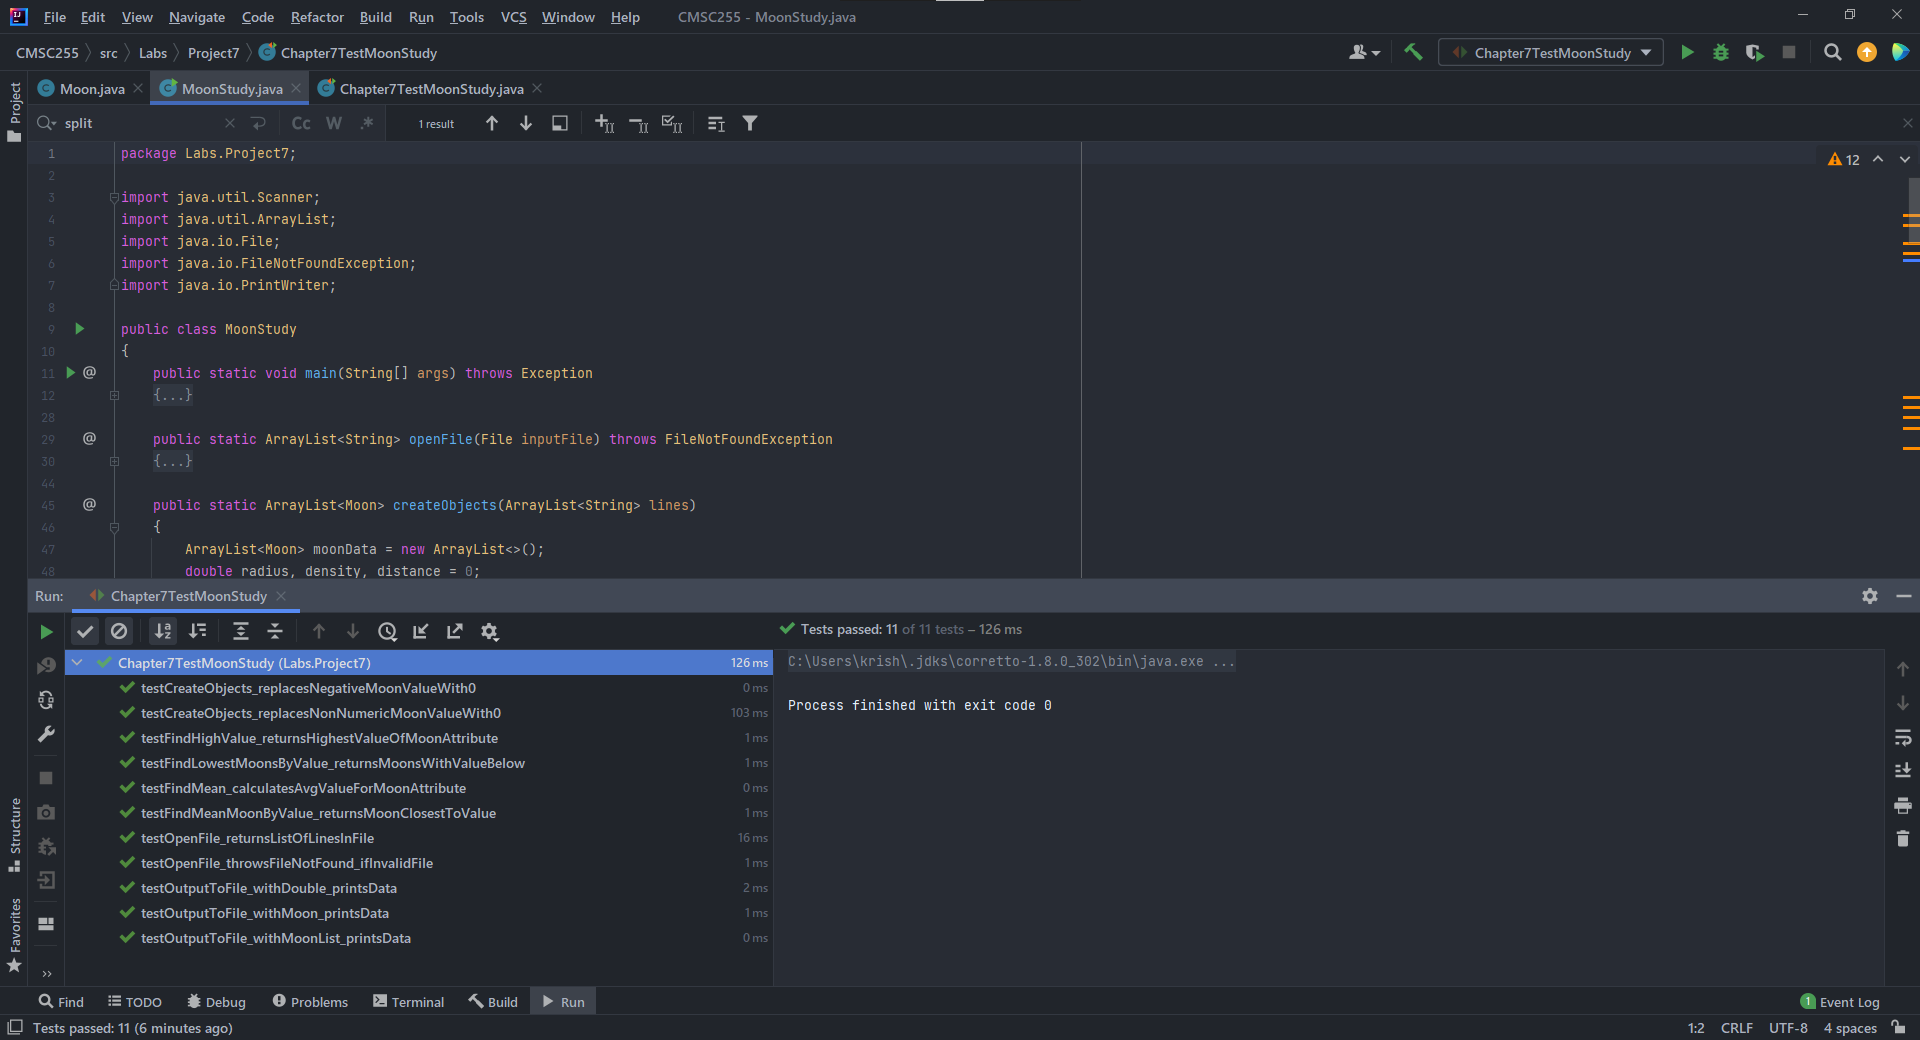 File Edit View Navigate Code Refactor Build Run Tools VCS Window Help CMSC255 - MoonStudy.java
CMSC255 src Labs Project7 Chapter7TestMoonStudy Chapter7TestMoonStudy
Project
Moon.java MoonStudy.java Chapter7TestMoonStudy.java
split Cc W .* 1 result
1 package Labs.Project7; 12
2
3 import java.util.Scanner;
4 import java.util.ArrayList;
5 import java.io.File;
6 import java.io.FileNotFoundException;
7 import java.io.PrintWriter;
8
9 public class MoonStudy
10 {
11 @ public static void main(String[] args) throws Exception
12 {...}
28
29 @ public static ArrayList<String> openFile(File inputFile) throws FileNotFoundException
30 {...}
44
45 @ public static ArrayList<Moon> createObjects(ArrayList<String> lines)
46 {
47 ArrayList<Moon> moonData = new ArrayList<>();
48 double radius, density, distance = 0;
Run: Chapter7TestMoonStudy
Tests passed: 11 of 11 tests – 126 ms
Chapter7TestMoonStudy (Labs.Project7) 126 ms
testCreateObjects_replacesNegativeMoonValueWith0 0 ms
testCreateObjects_replacesNonNumericMoonValueWith0 103 ms
testFindHighValue_returnsHighestValueOfMoonAttribute 1 ms
testFindLowestMoonsByValue_returnsMoonsWithValueBelow 1 ms
testFindMean_calculatesAvgValueForMoonAttribute 0 ms
testFindMeanMoonByValue_returnsMoonClosestToValue 1 ms
testOpenFile_returnsListOfLinesInFile 16 ms
testOpenFile_throwsFileNotFound_ifInvalidFile 1 ms
testOutputToFile_withDouble_printsData 2 ms
testOutputToFile_withMoon_printsData 1 ms
testOutputToFile_withMoonList_printsData 0 ms
C:\Users\krish\.jdks\corretto-1.8.0_302\bin\java.exe ...
Process finished with exit code 0
Structure
Favorites
Find TODO Debug Problems Terminal Build Run 1 Event Log
Tests passed: 11 (6 minutes ago) 1:2 CRLF UTF-8 4 spaces